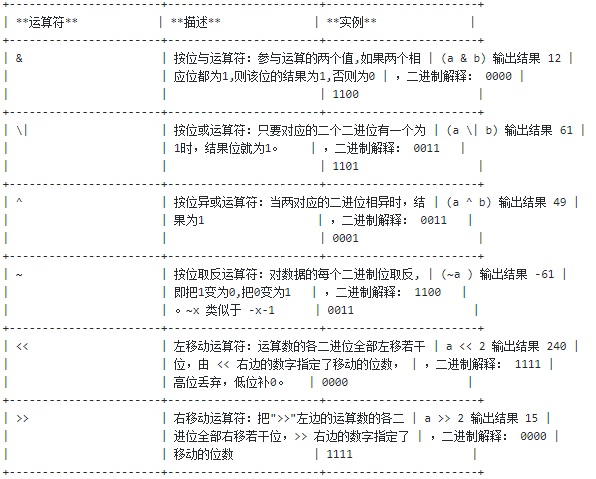 +--------------------+--------------------+--------------------+
| **运算符** | **描述** | **实例** |
+--------------------+--------------------+--------------------+
| & | 按位与运算符: 参与运算的两个值,如果两个相 | (a & b) 输出结果 12 |
| | 应位都为1,则该位的结果为1,否则为0 | , 二进制解释: 0000 |
| | | 1100 |
+--------------------+--------------------+--------------------+
| \| | 按位或运算符: 只要对应的二个二进位有一个为 | (a \| b) 输出结果 61 |
| | 1时, 结果位就为1。 | , 二进制解释: 0011 |
| | | 1101 |
+--------------------+--------------------+--------------------+
| ^ | 按位异或运算符: 当两对应的二进位相异时, 结 | (a ^ b) 输出结果 49 |
| | 果为1 | , 二进制解释: 0011 |
| | | 0001 |
+--------------------+--------------------+--------------------+
| ~ | 按位取反运算符: 对数据的每个二进制位取反, | (~a ) 输出结果 -61 |
| | 即把1变为0,把0变为1 | , 二进制解释: 1100 |
| | 。~x 类似于 -x-1 | 0011 |
+--------------------+--------------------+--------------------+
| << | 左移动运算符: 运算数的各二进位全部左移若干 | a << 2 输出结果 240 |
| | 位, 由 << 右边的数字指定了移动的位数, | , 二进制解释: 1111 |
| | 高位丢弃, 低位补0。 | 0000 |
+--------------------+--------------------+--------------------+
| >> | 右移动运算符: 把">>"左边的运算数的各二 | a >> 2 输出结果 15 |
| | 进位全部右移若干位, >> 右边的数字指定了 | , 二进制解释: 0000 |
| | 移动的位数 | 1111 |
+--------------------+--------------------+--------------------+